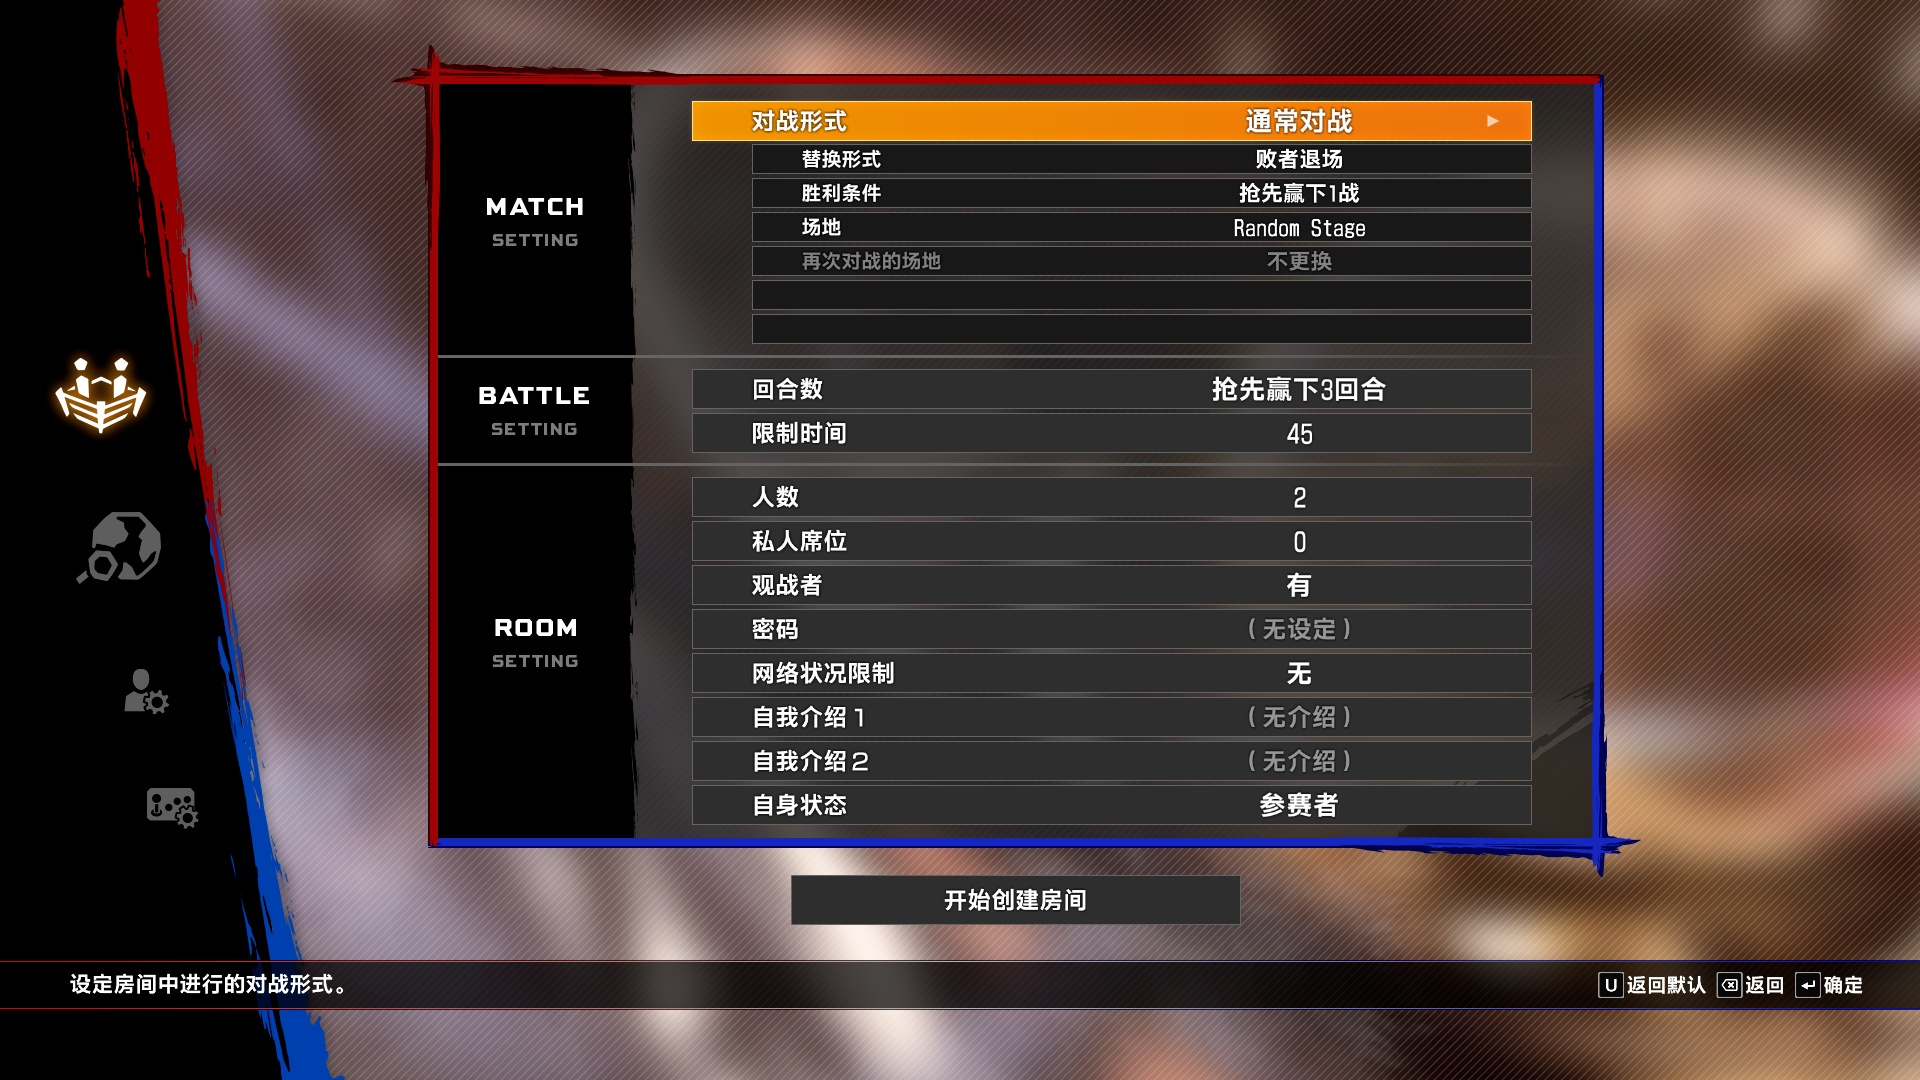 MATCH
SETTING
对战形式 通常对战
替换形式 败者退场
胜利条件 抢先赢下1战
场地 Random Stage
再次对战的场地 不更换
BATTLE
SETTING
回合数 抢先赢下3回合
限制时间 45
ROOM
SETTING
人数 2
私人席位 0
观战者 有
密码 (无设定)
网络状况限制 无
自我介绍1 (无介绍)
自我介绍2 (无介绍)
自身状态 参赛者
开始创建房间
设定房间中进行的对战形式。
U 返回默认 返回 确定